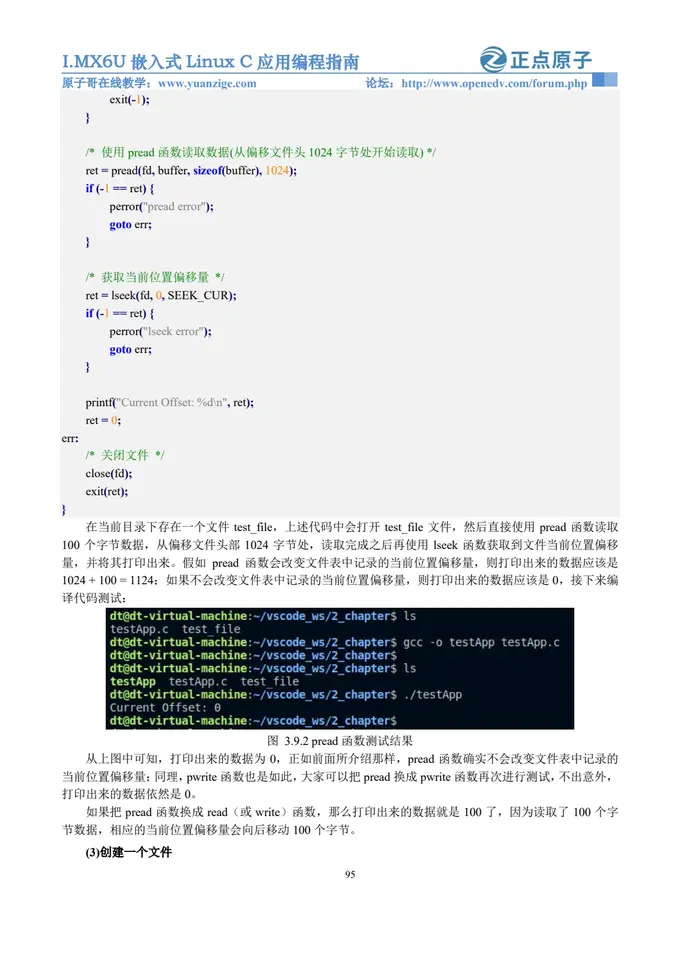 I.MX6U 嵌入式 Linux C 应用编程指南
正点原子
原子哥在线教学：www.yuanzige.com 论坛：http://www.openedv.com/forum.php
exit(-1);
}
/* 使用 pread 函数读取数据(从偏移文件头 1024 字节处开始读取) */
ret = pread(fd, buffer, sizeof(buffer), 1024);
if (-1 == ret) {
perror("pread error");
goto err;
}
/* 获取当前位置偏移量 */
ret = lseek(fd, 0, SEEK_CUR);
if (-1 == ret) {
perror("lseek error");
goto err;
}
printf("Current Offset: %d\n", ret);
ret = 0;
err:
/* 关闭文件 */
close(fd);
exit(ret);
}
在当前目录下存在一个文件 test_file，上述代码中会打开 test_file 文件，然后直接使用 pread 函数读取
100 个字节数据，从偏移文件头部 1024 字节处，读取完成之后再使用 lseek 函数获取到文件当前位置偏移
量，并将其打印出来。假如 pread 函数会改变文件表中记录的当前位置偏移量，则打印出来的数据应该是
1024 + 100 = 1124；如果不会改变文件表中记录的当前位置偏移量，则打印出来的数据应该是 0，接下来编
译代码测试：
dt@dt-virtual-machine:~/vscode_ws/2_chapter$ ls
testApp.c test_file
dt@dt-virtual-machine:~/vscode_ws/2_chapter$ gcc -o testApp testApp.c
dt@dt-virtual-machine:~/vscode_ws/2_chapter$
dt@dt-virtual-machine:~/vscode_ws/2_chapter$ ls
testApp testApp.c test_file
dt@dt-virtual-machine:~/vscode_ws/2_chapter$ ./testApp
Current Offset: 0
dt@dt-virtual-machine:~/vscode_ws/2_chapter$
图 3.9.2 pread 函数测试结果
从上图中可知，打印出来的数据为 0，正如前面所介绍那样，pread 函数确实不会改变文件表中记录的
当前位置偏移量；同理，pwrite 函数也是如此，大家可以把 pread 换成 pwrite 函数再次进行测试，不出意外，
打印出来的数据依然是 0。
如果把 pread 函数换成 read（或 write）函数，那么打印出来的数据就是 100 了，因为读取了 100 个字
节数据，相应的当前位置偏移量会向后移动 100 个字节。
(3)创建一个文件
95